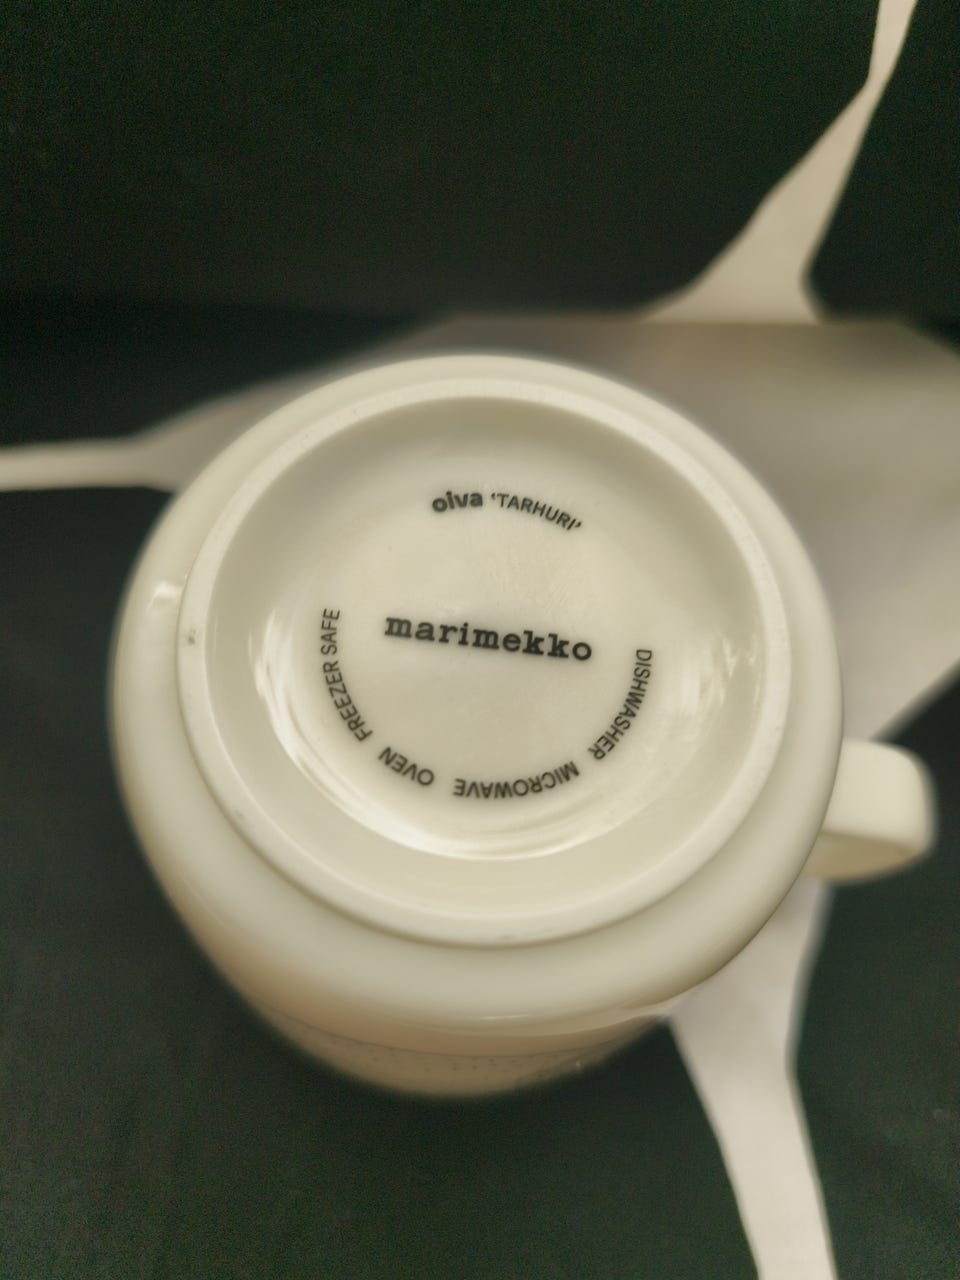 oiva 'TARHURI'
marimekko
DISHWASHER MICROWAVE OVEN FREEZER SAFE